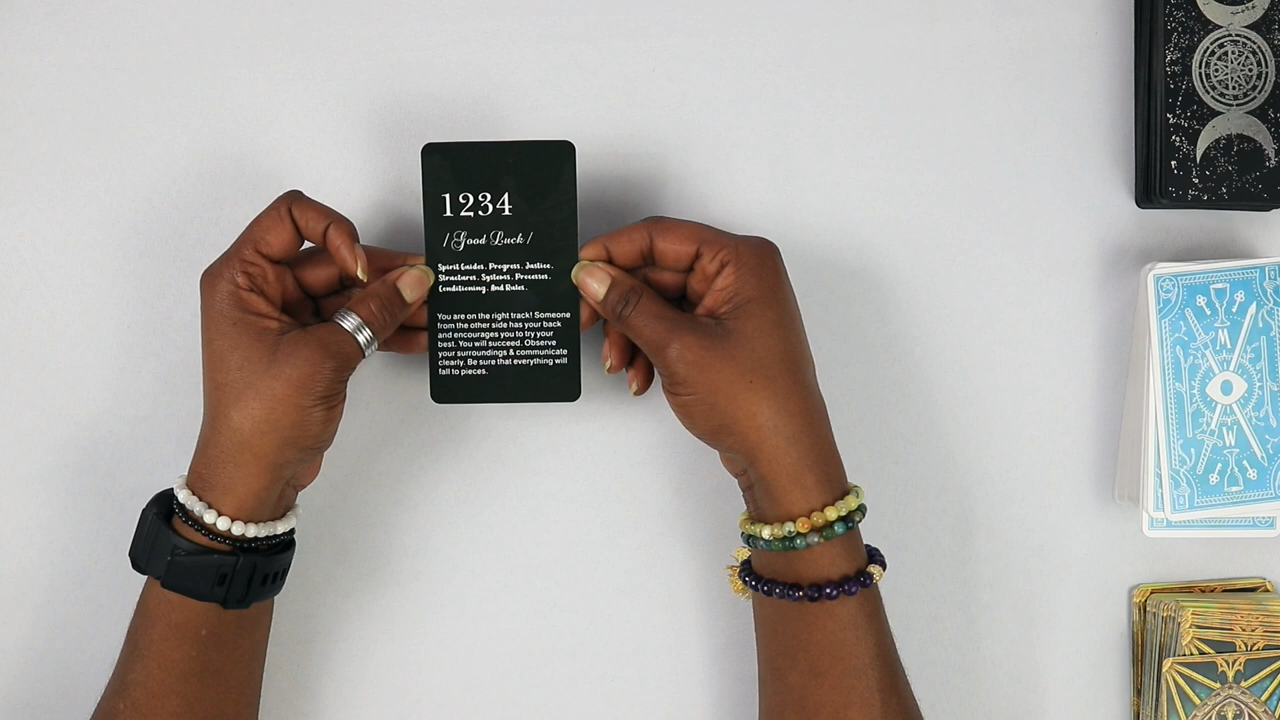 1234
/ Good Luck /
Spirit Guides. Progress. Justice.
Structures. Systems. Processes.
Conditioning. And Rules.
You are on the right track! Someone
from the other side has your back
and encourages you to try your
best. You will succeed. Observe
your surroundings & communicate
clearly. Be sure that everything will
fall to pieces.
M
W